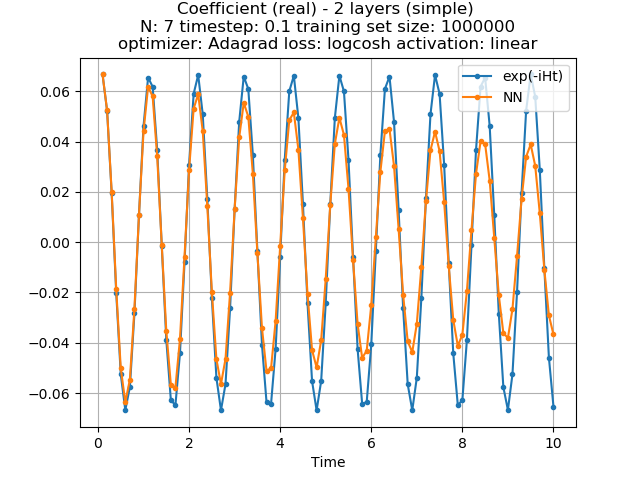 Coefficient (real) - 2 layers (simple)
N: 7 timestep: 0.1 training set size: 1000000
optimizer: Adagrad loss: logcosh activation: linear
exp(-iHt)
NN
0.06
0.04
0.02
0.00
−0.02
−0.04
−0.06
0 2 4 6 8 10
Time